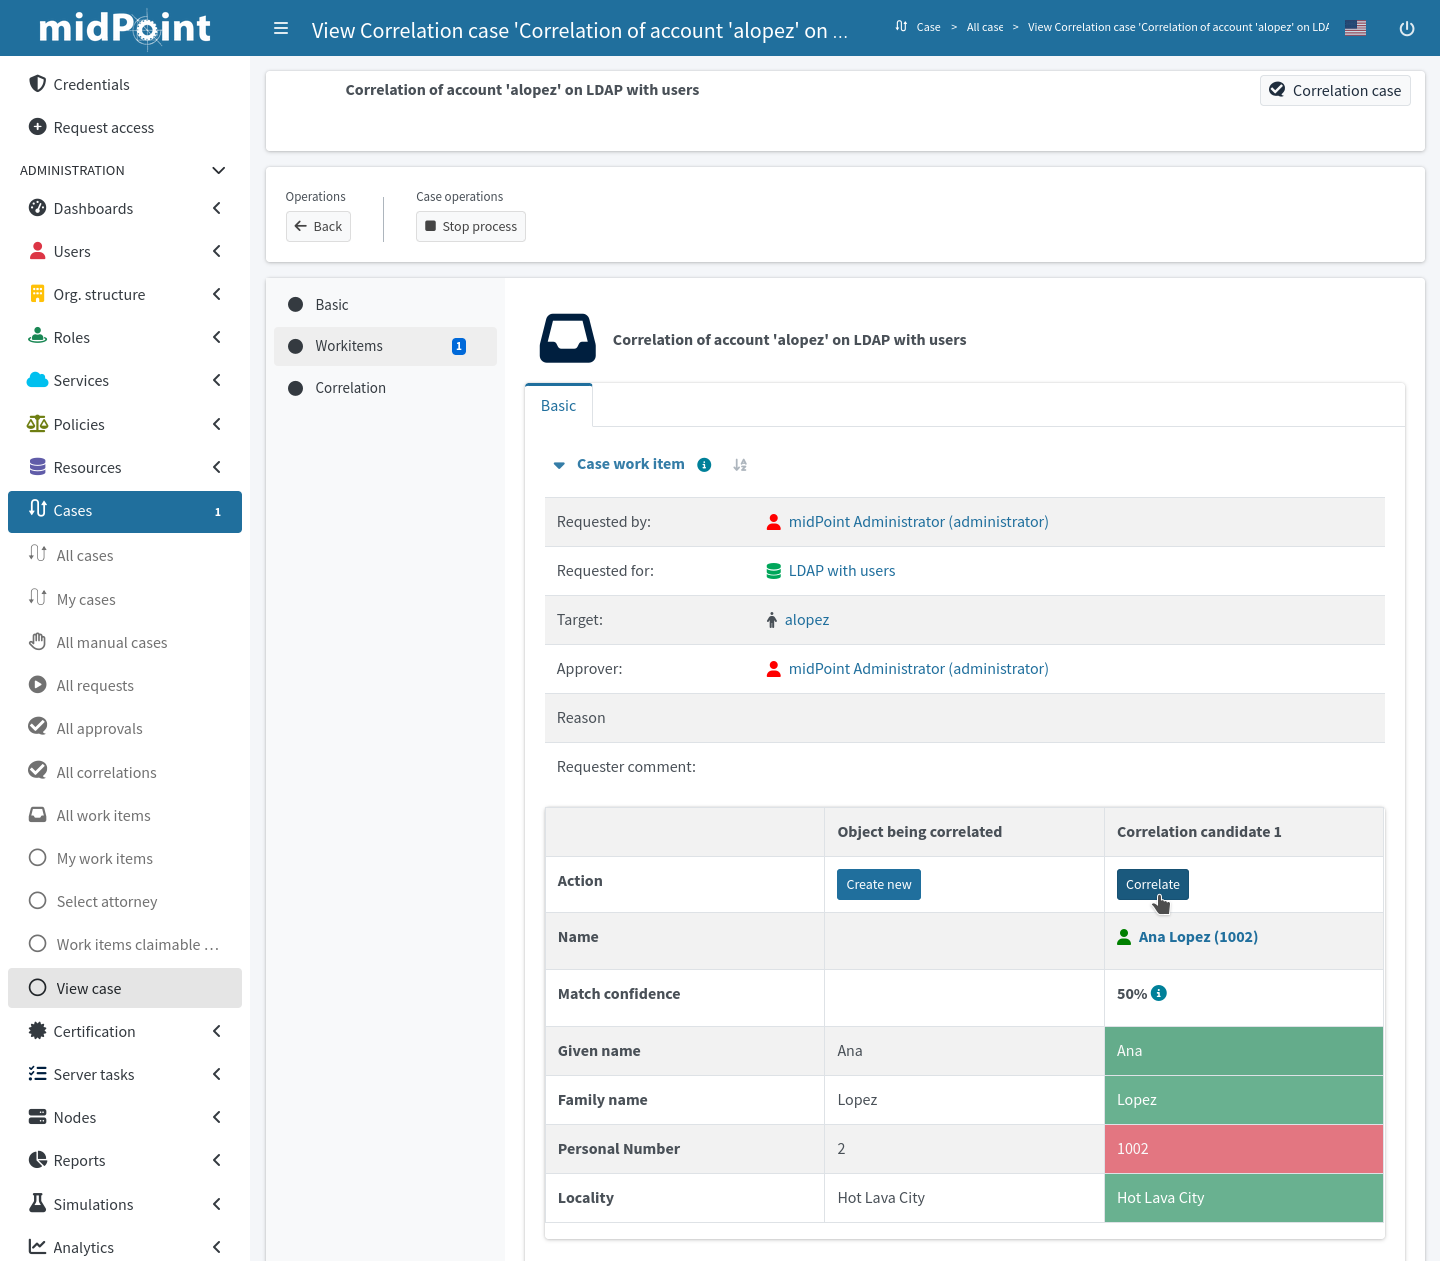 midPoint
View Correlation case 'Correlation of account 'alopez' on ...
Case > All case > View Correlation case 'Correlation of account 'alopez' on LDA
Credentials
Request access
ADMINISTRATION
Dashboards
Users
Org. structure
Roles
Services
Policies
Resources
Cases 1
All cases
My cases
All manual cases
All requests
All approvals
All correlations
All work items
My work items
Select attorney
Work items claimable ...
View case
Certification
Server tasks
Nodes
Reports
Simulations
Analytics
Correlation of account 'alopez' on LDAP with users
Correlation case
Operations
Back
Case operations
Stop process
Basic
Workitems 1
Correlation
Correlation of account 'alopez' on LDAP with users
Basic
Case work item
Requested by: midPoint Administrator (administrator)
Requested for: LDAP with users
Target: alopez
Approver: midPoint Administrator (administrator)
Reason
Requester comment:
Object being correlated Correlation candidate 1
Action Create new Correlate
Name Ana Lopez (1002)
Match confidence 50%
Given name Ana Ana
Family name Lopez Lopez
Personal Number 2 1002
Locality Hot Lava City Hot Lava City